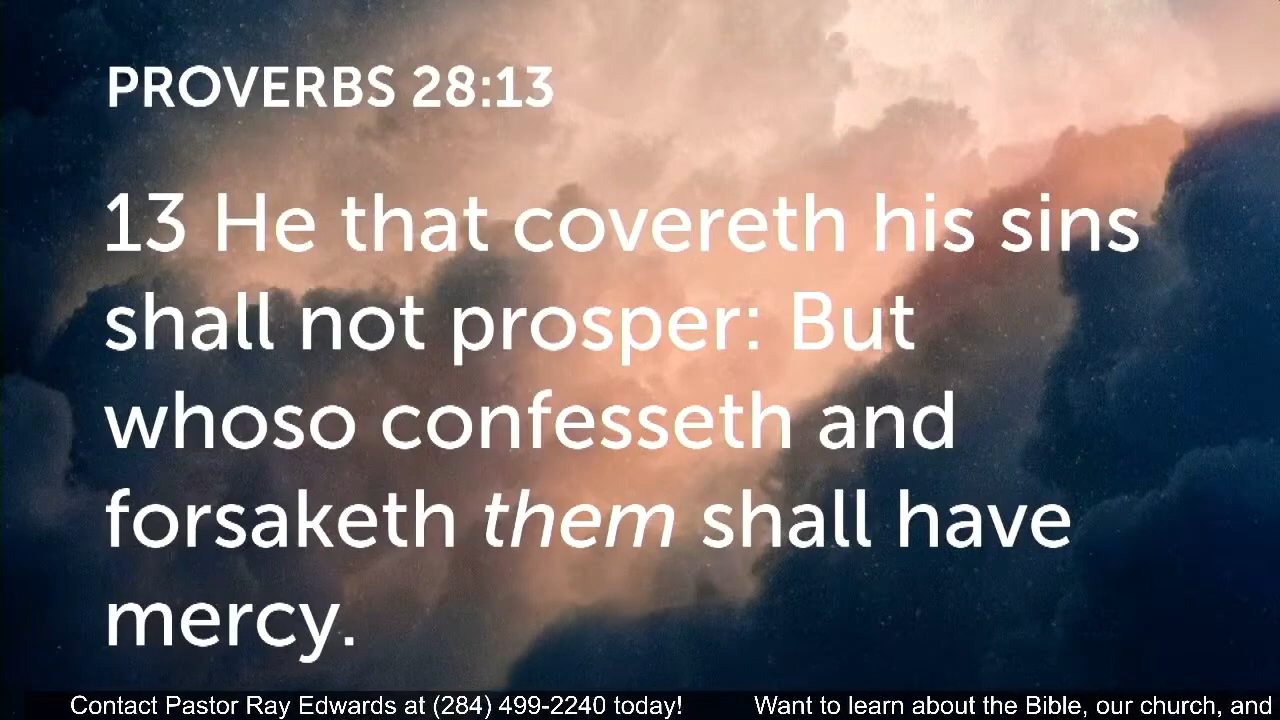 PROVERBS 28:13
13 He that covereth his sins
shall not prosper: But
whoso confesseth and
forsaketh them shall have
mercy.
Contact Pastor Ray Edwards at (284) 499-2240 today! Want to learn about the Bible, our church, and